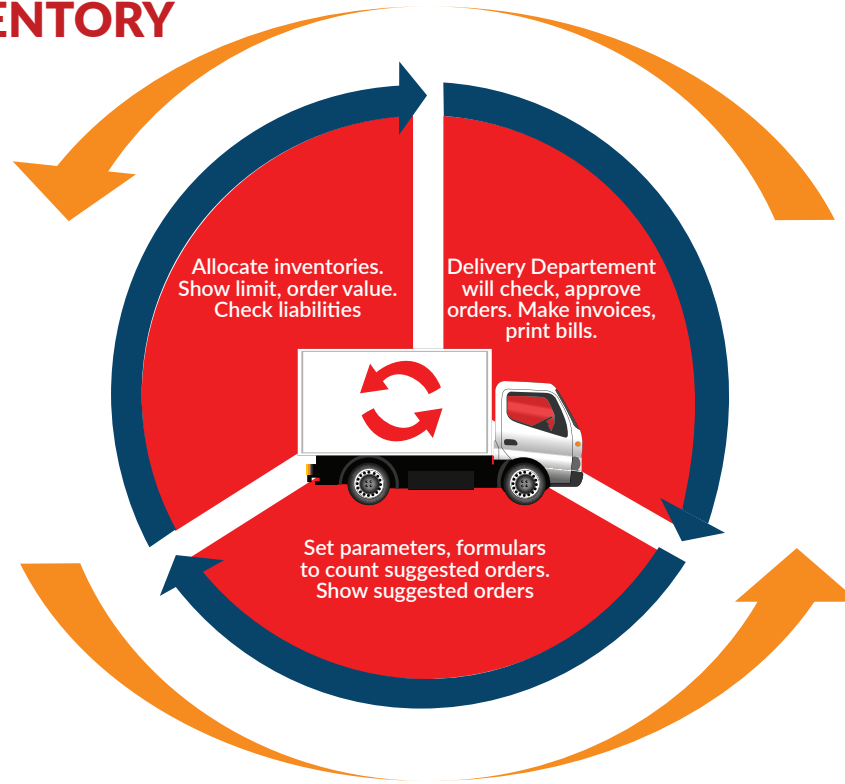 ENTORY
Allocate inventories.
Show limit, order value.
Check liabilities
Delivery Departement
will check, approve
orders. Make invoices,
print bills.
Set parameters, formulars
to count suggested orders.
Show suggested orders